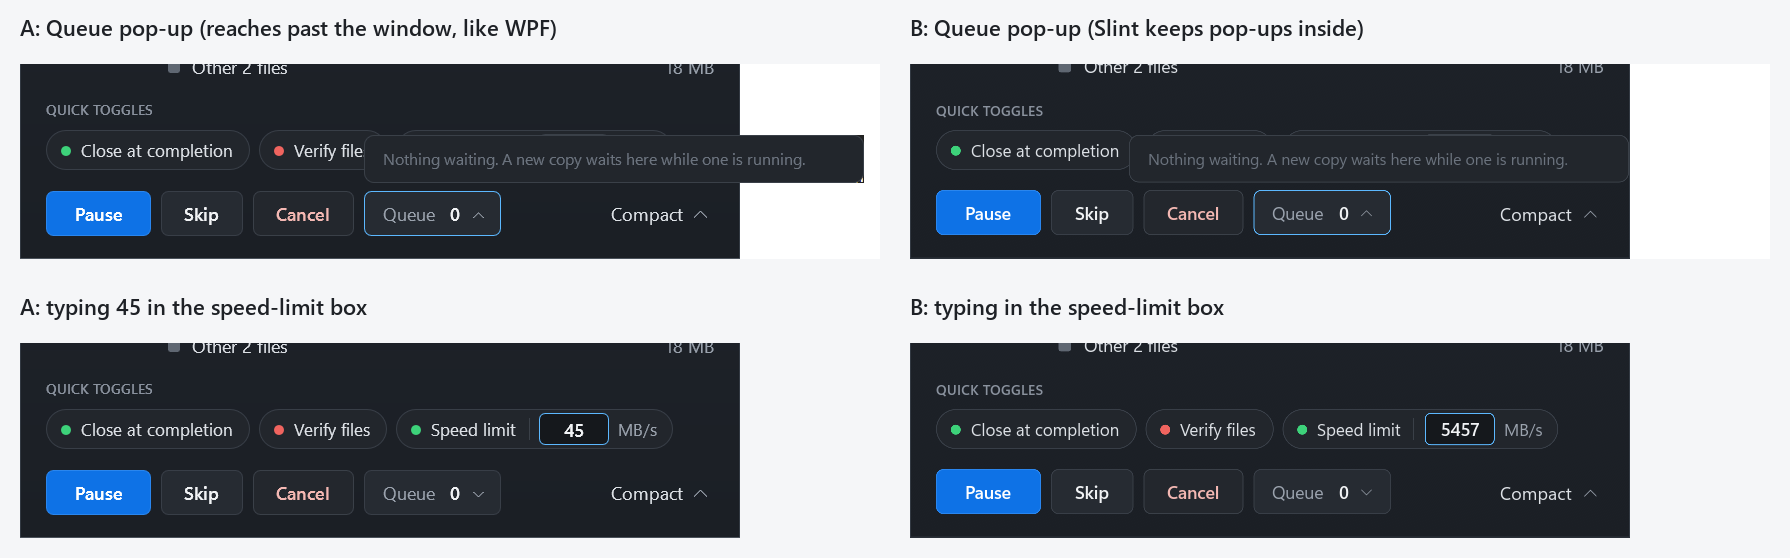 A: Queue pop-up (reaches past the window, like WPF)
Other 2 files 18 MB
QUICK TOGGLES
Close at completion Verify file
Nothing waiting. A new copy waits here while one is running.
Pause Skip Cancel Queue 0 Compact
B: Queue pop-up (Slint keeps pop-ups inside)
Other 2 files 18 MB
QUICK TOGGLES
Close at completion
Nothing waiting. A new copy waits here while one is running.
Pause Skip Cancel Queue 0 Compact
A: typing 45 in the speed-limit box
Other 2 files 18 MB
QUICK TOGGLES
Close at completion Verify files Speed limit 45 MB/s
Pause Skip Cancel Queue 0 Compact
B: typing in the speed-limit box
Other 2 files 18 MB
QUICK TOGGLES
Close at completion Verify files Speed limit 5457 MB/s
Pause Skip Cancel Queue 0 Compact